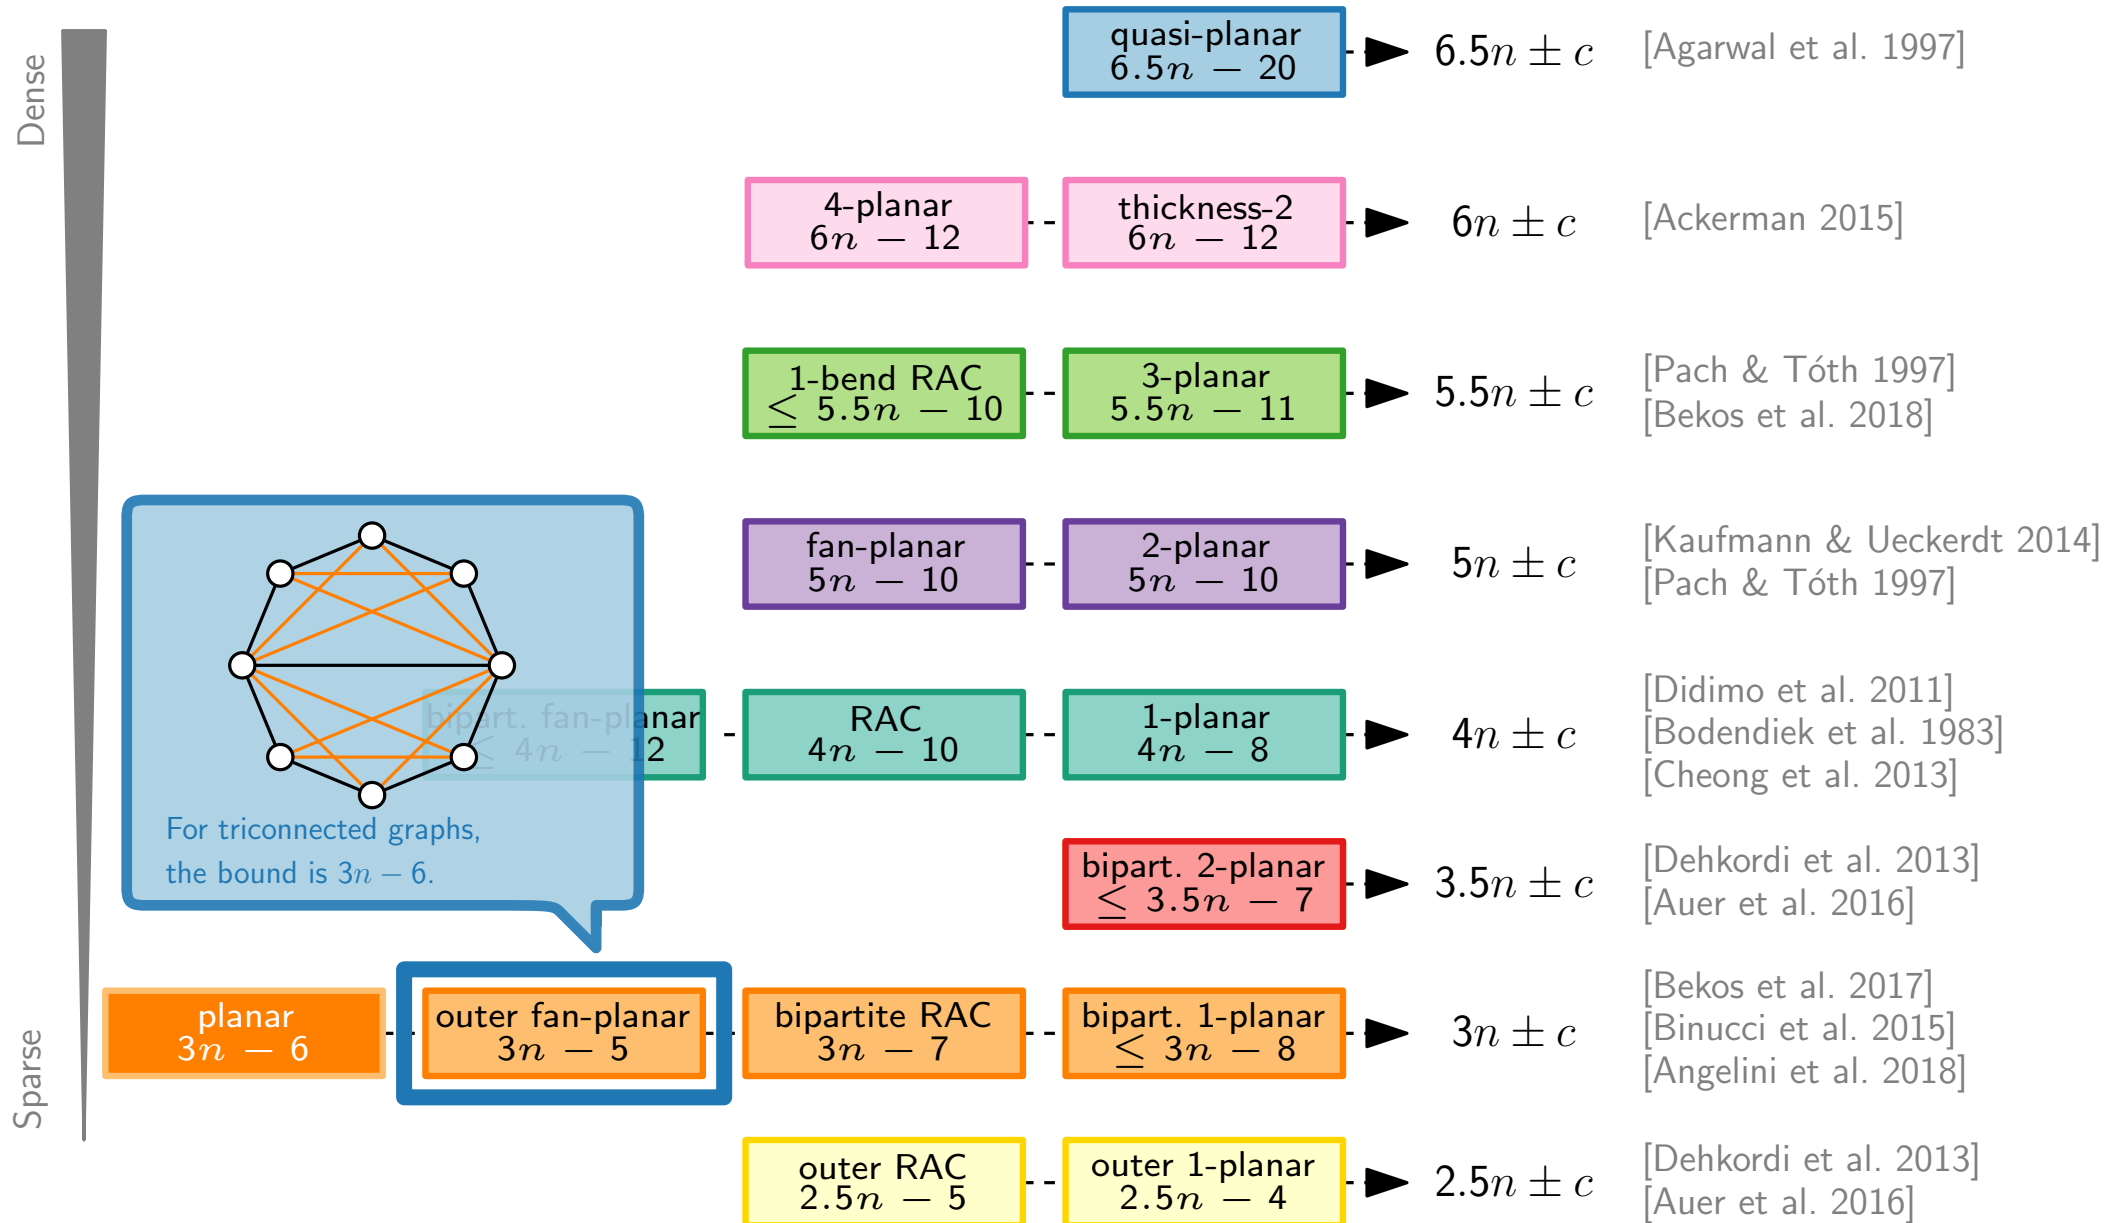 Dense
quasi-planar
6.5n − 20
6.5n ± c
[Agarwal et al. 1997]
4-planar
6n − 12
thickness-2
6n − 12
6n ± c
[Ackerman 2015]
1-bend RAC
≤ 5.5n − 10
3-planar
5.5n − 11
5.5n ± c
[Pach & Tóth 1997]
[Bekos et al. 2018]
fan-planar
5n − 10
2-planar
5n − 10
5n ± c
[Kaufmann & Ueckerdt 2014]
[Pach & Tóth 1997]
bipart. fan-planar
≤ 4n − 12
RAC
4n − 10
1-planar
4n − 8
4n ± c
[Didimo et al. 2011]
[Bodendiek et al. 1983]
[Cheong et al. 2013]
For triconnected graphs,
the bound is 3n − 6.
bipart. 2-planar
≤ 3.5n − 7
3.5n ± c
[Dehkordi et al. 2013]
[Auer et al. 2016]
Sparse
planar
3n − 6
outer fan-planar
3n − 5
bipartite RAC
3n − 7
bipart. 1-planar
≤ 3n − 8
3n ± c
[Bekos et al. 2017]
[Binucci et al. 2015]
[Angelini et al. 2018]
outer RAC
2.5n − 5
outer 1-planar
2.5n − 4
2.5n ± c
[Dehkordi et al. 2013]
[Auer et al. 2016]